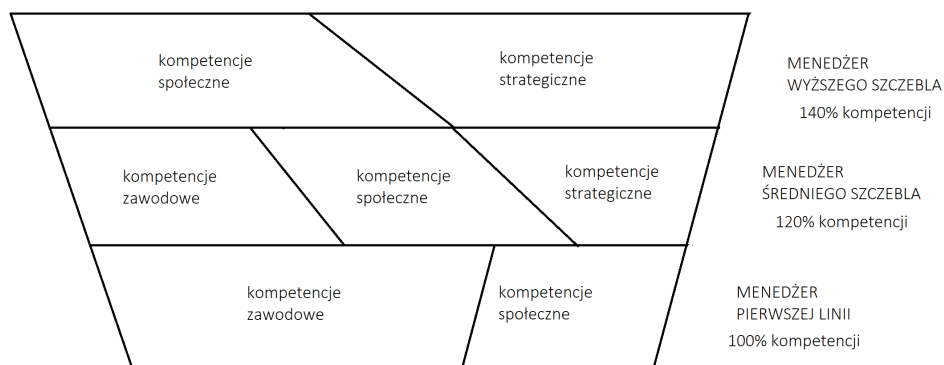 kompetencje
społeczne
kompetencje
strategiczne
MENEDŻER
WYŻSZEGO SZCZEBLA
140% kompetencji
kompetencje
zawodowe
kompetencje
społeczne
kompetencje
strategiczne
MENEDŻER
ŚREDNIEGO SZCZEBLA
120% kompetencji
kompetencje
zawodowe
kompetencje
społeczne
MENEDŻER
PIERWSZEJ LINII
100% kompetencji